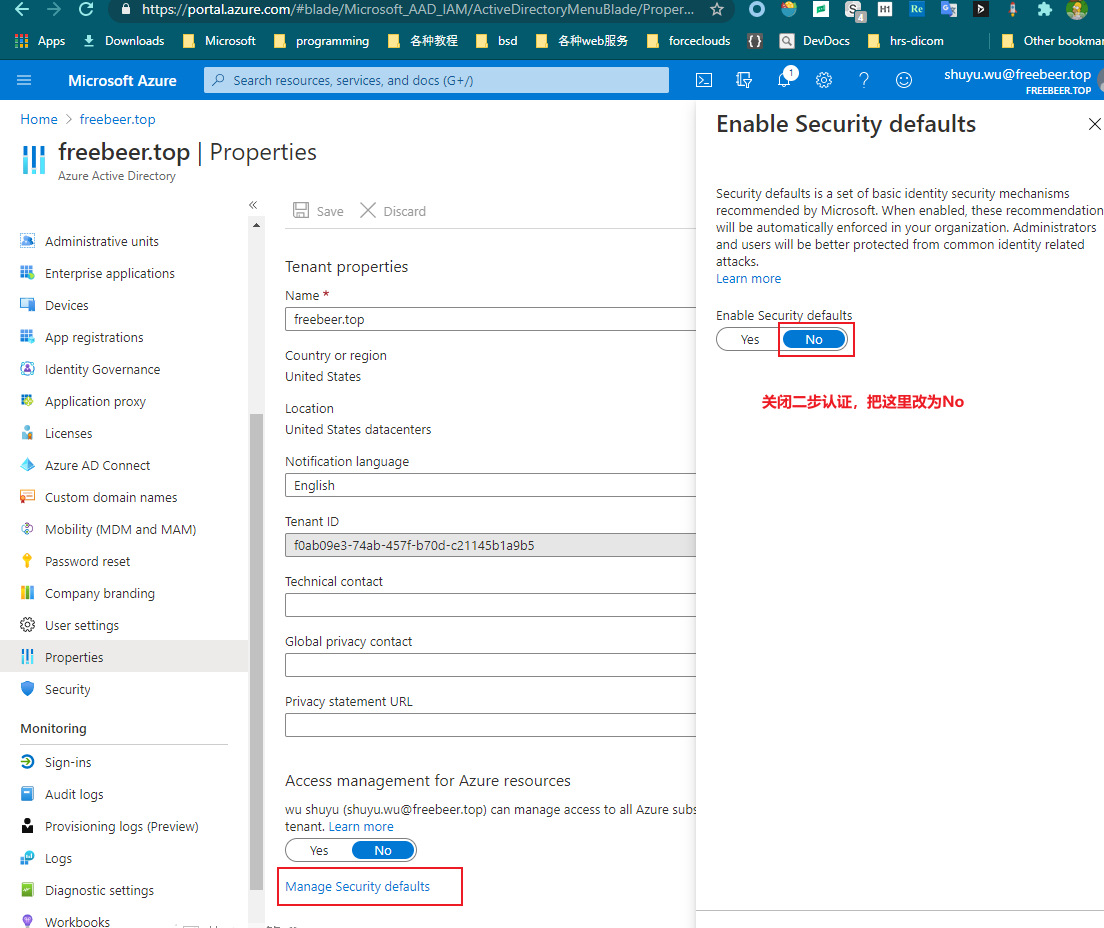 https://portal.azure.com/#blade/Microsoft_AAD_IAM/ActiveDirectoryMenuBlade/Proper...
4
H1
Re
Apps
Downloads
Microsoft
programming
各种教程
bsd
各种web服务
forceclouds
{}
DevDocs
hrs-dicom
Other bookmar
Microsoft Azure
Search resources, services, and docs (G+/)
1
shuyu.wu@freebeer.top
FREEBEER.TOP
Home > freebeer.top
freebeer.top | Properties
Azure Active Directory
«
Administrative units
Enterprise applications
Devices
App registrations
Identity Governance
Application proxy
Licenses
Azure AD Connect
Custom domain names
Mobility (MDM and MAM)
Password reset
Company branding
User settings
Properties
Security
Monitoring
Sign-ins
Audit logs
Provisioning logs (Preview)
Logs
Diagnostic settings
Workbooks
Save
Discard
Tenant properties
Name *
freebeer.top
Country or region
United States
Location
United States datacenters
Notification language
English
Tenant ID
f0ab09e3-74ab-457f-b70d-c21145b1a9b5
Technical contact
Global privacy contact
Privacy statement URL
Access management for Azure resources
wu shuyu (shuyu.wu@freebeer.top) can manage access to all Azure subs
tenant. Learn more
Yes No
Manage Security defaults
Enable Security defaults
Security defaults is a set of basic identity security mechanisms
recommended by Microsoft. When enabled, these recommendation
will be automatically enforced in your organization. Administrators
and users will be better protected from common identity related
attacks.
Learn more
Enable Security defaults
Yes No
关闭二步认证，把这里改为No